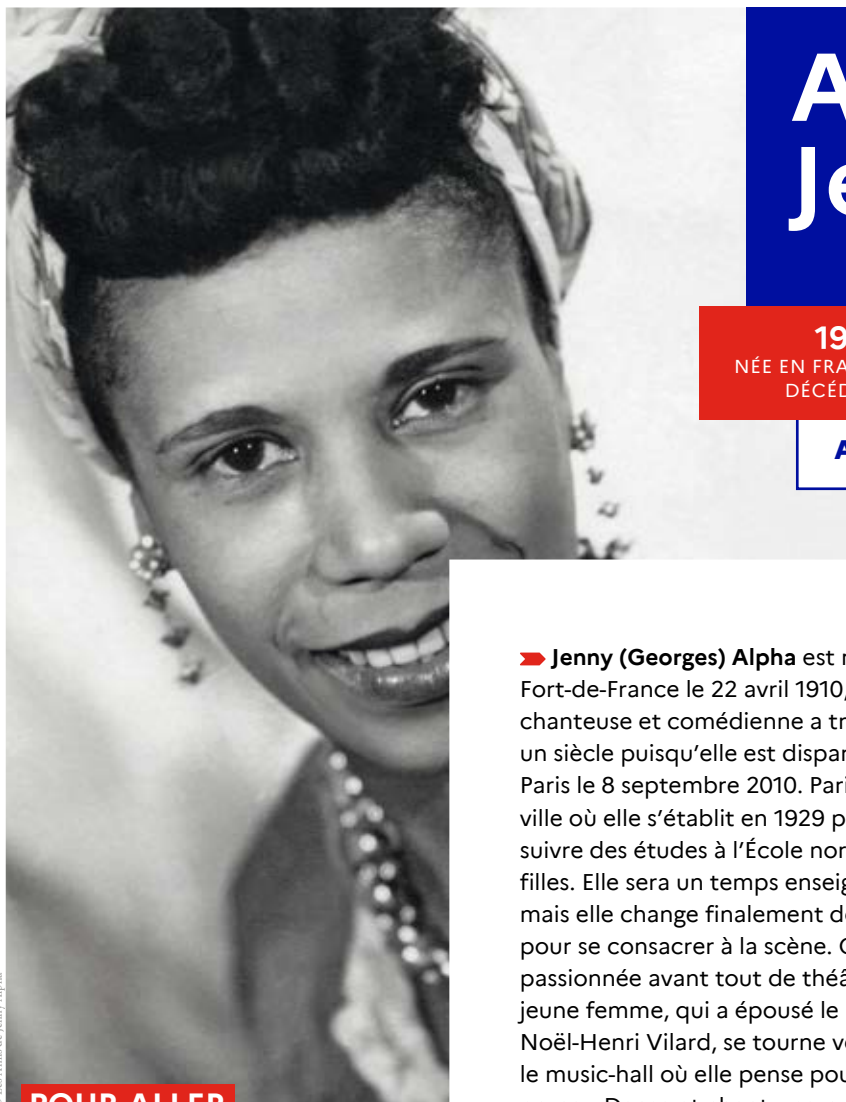 A
Je
19
NÉE EN FRA
DÉCÉD
A
Jenny (Georges) Alpha est n
Fort-de-France le 22 avril 1910,
chanteuse et comédienne a tr
un siècle puisqu'elle est dispar
Paris le 8 septembre 2010. Pari
ville où elle s'établit en 1929 p
suivre des études à l'École nor
filles. Elle sera un temps enseig
mais elle change finalement de
pour se consacrer à la scène. C
passionnée avant tout de théâ
jeune femme, qui a épousé le
Noël-Henri Vilard, se tourne ve
le music-hall où elle pense pou
POUR ALLER